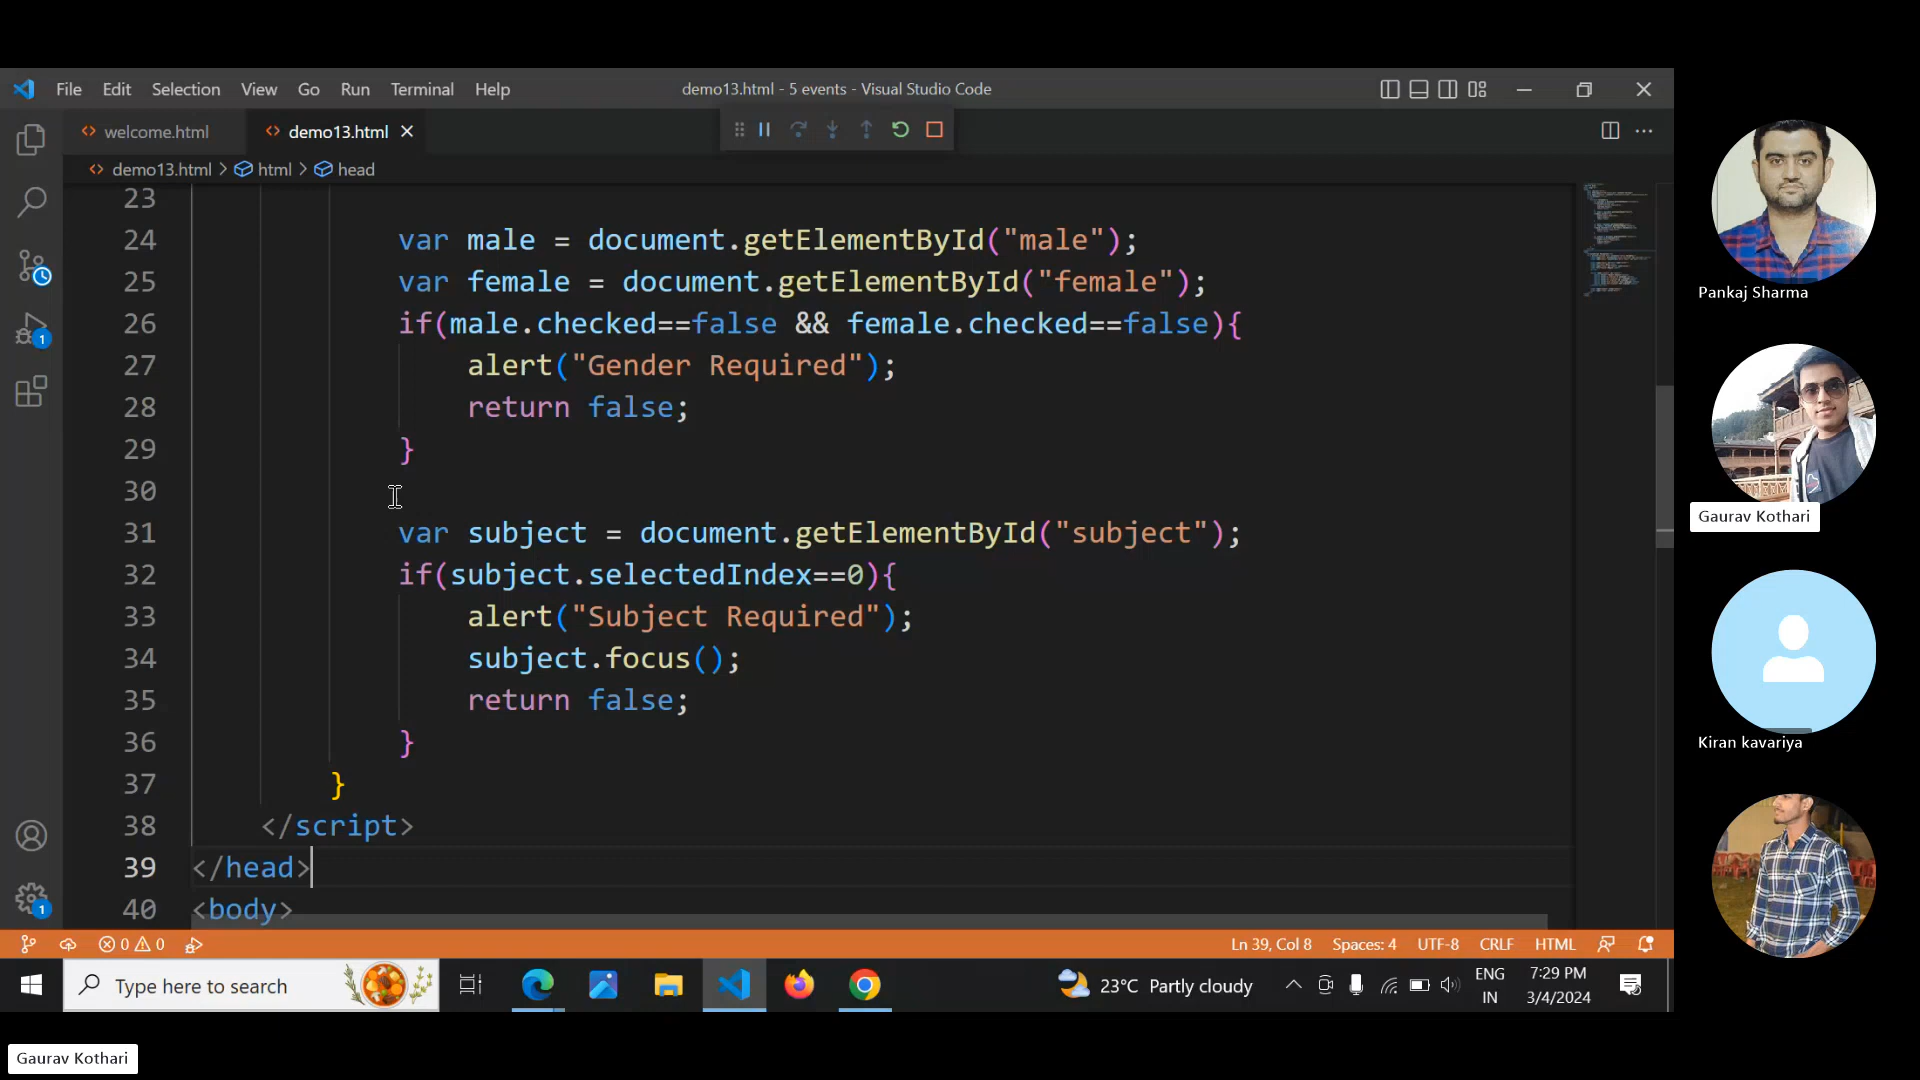 File Edit Selection View Go Run Terminal Help
demo13.html - 5 events - Visual Studio Code
welcome.html
demo13.html
demo13.html > html > head
23
24 var male = document.getElementById("male");
25 var female = document.getElementById("female");
26 if(male.checked==false && female.checked==false){
27 alert("Gender Required");
28 return false;
29 }
30
31 var subject = document.getElementById("subject");
32 if(subject.selectedIndex==0){
33 alert("Subject Required");
34 subject.focus();
35 return false;
36 }
37 }
38 </script>
39 </head>
40 <body>
1
1
0 0
Ln 39, Col 8 Spaces: 4 UTF-8 CRLF HTML
Type here to search
23°C Partly cloudy
ENG
IN
7:29 PM
3/4/2024
Pankaj Sharma
Gaurav Kothari
Kiran kavariya
Gaurav Kothari